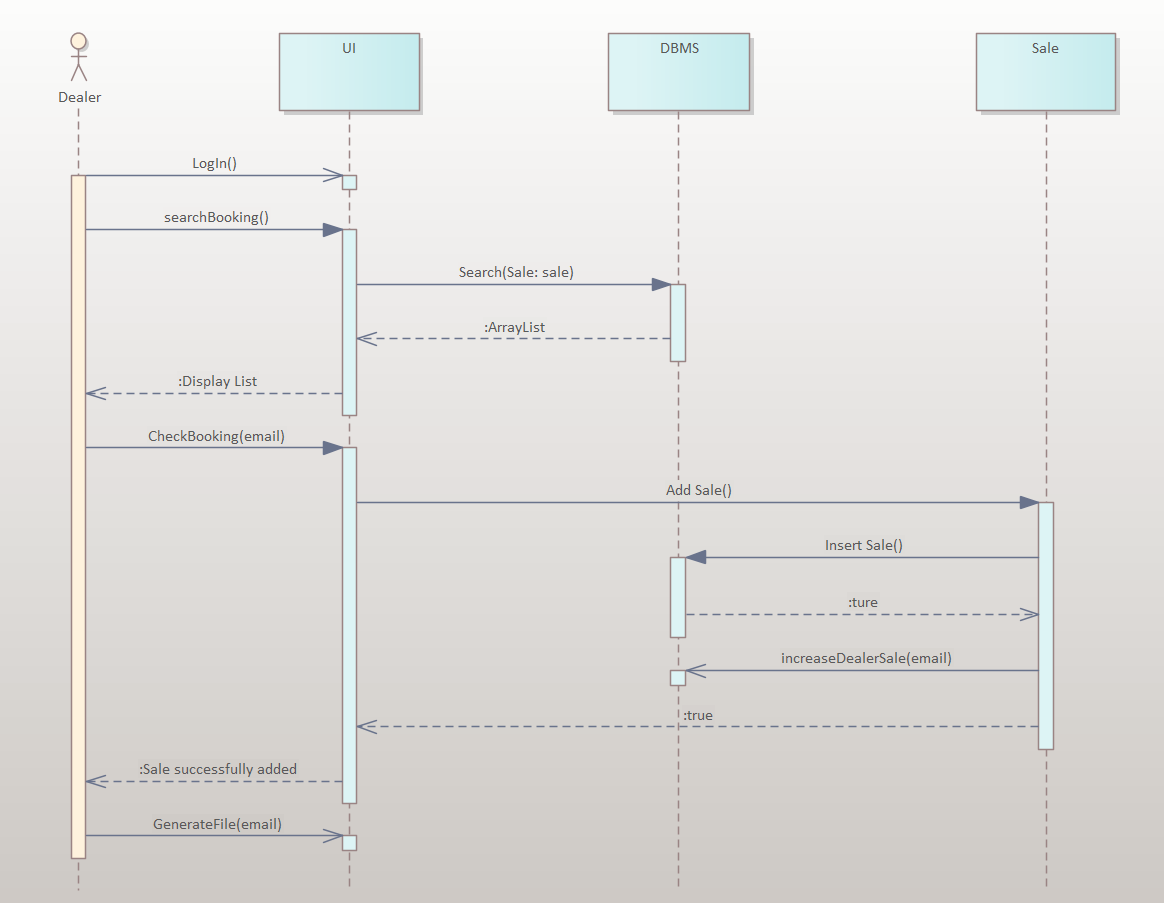 UI
DBMS
Sale
Dealer
LogIn()
searchBooking()
Search(Sale: sale)
:ArrayList
:Display List
CheckBooking(email)
Add Sale()
Insert Sale()
:ture
increaseDealerSale(email)
:true
:Sale successfully added
GenerateFile(email)